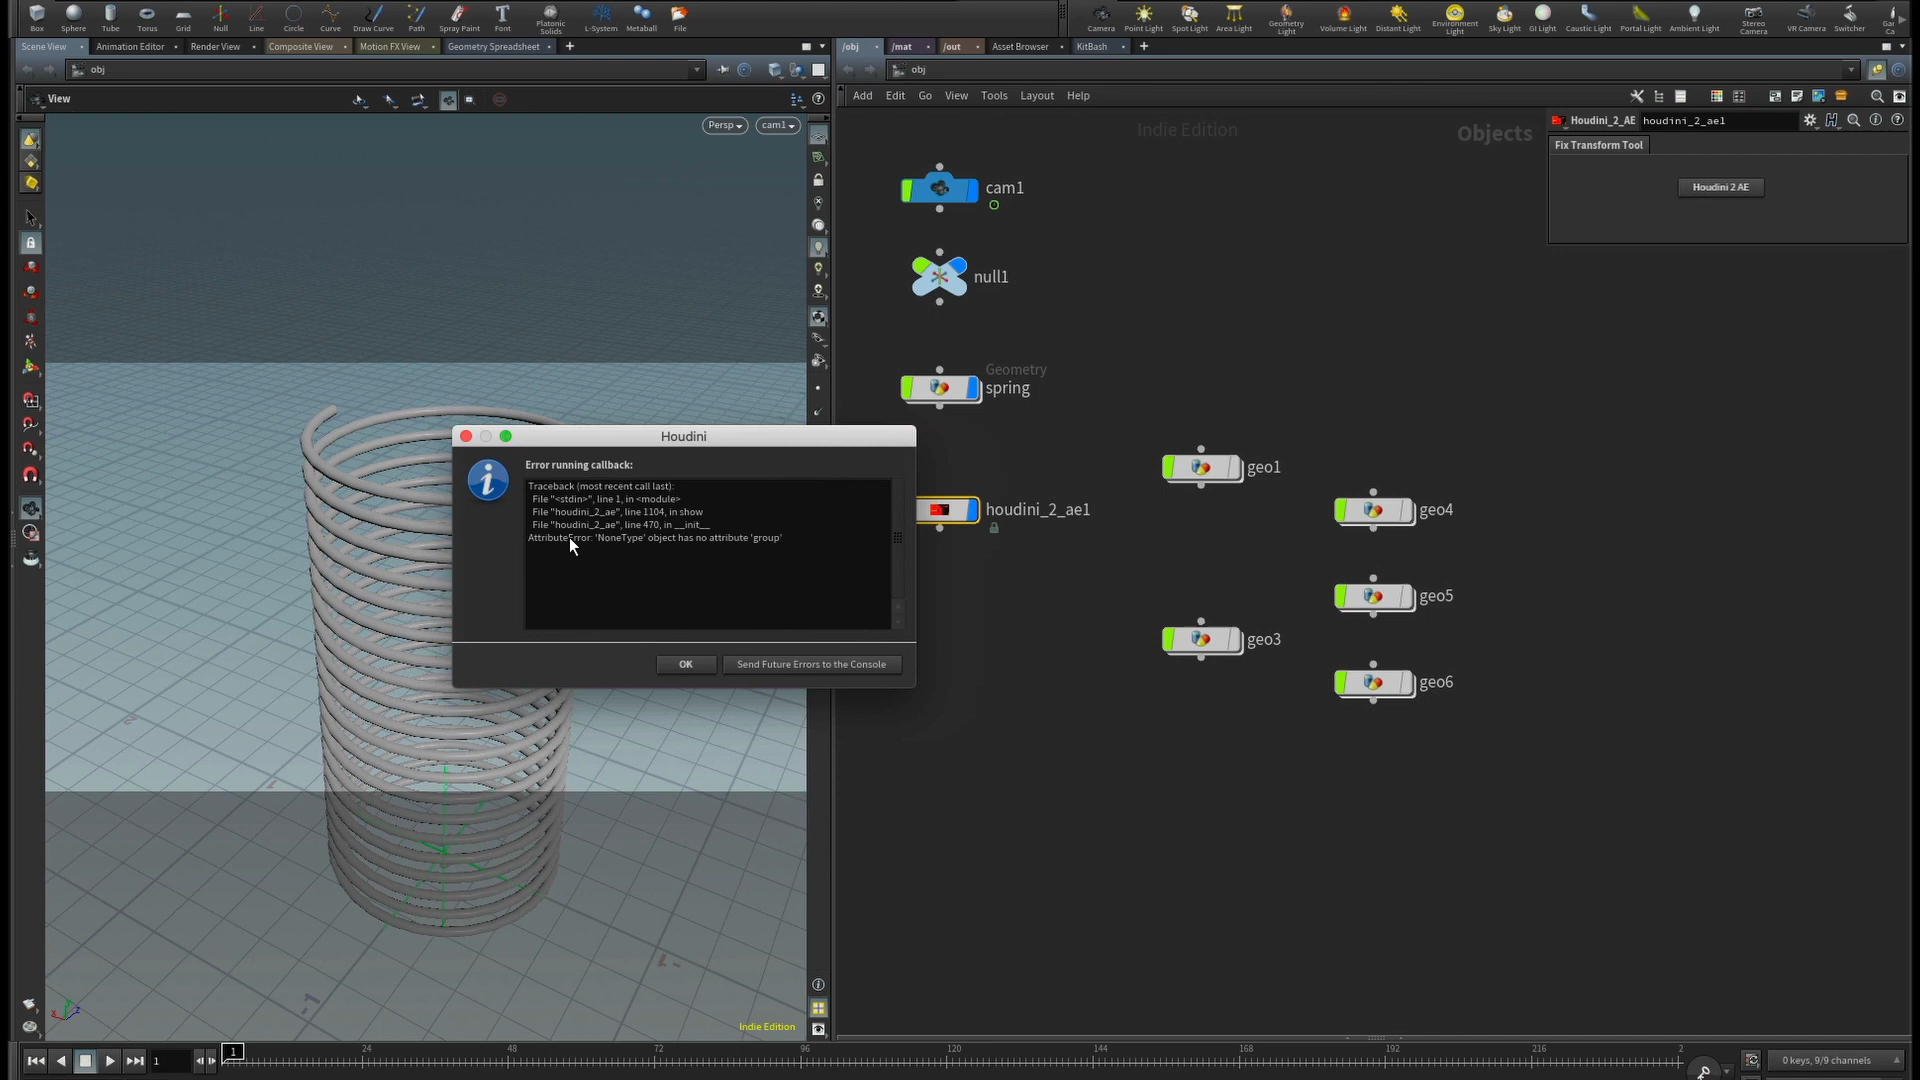 Box Sphere Tube Torus Grid Null Line Circle Curve Draw Curve Path Spray Paint Font Platonic Solids L-System Metaball File
Camera Point Light Spot Light Area Light Geometry Light Volume Light Distant Light Environment Light Sky Light GI Light Caustic Light Portal Light Ambient Light Stereo Camera VR Camera Switcher
Scene View Animation Editor Render View Composite View Motion FX View Geometry Spreadsheet
/obj /mat /out Asset Browser KitBash
obj
obj
View
Add Edit Go View Tools Layout Help
Persp cam1
Indie Edition
Objects
Houdini_2_AE houdini_2_ae1
Fix Transform Tool
Houdini 2 AE
cam1
null1
Geometry
spring
houdini_2_ae1
geo1
geo3
geo4
geo5
geo6
Houdini
Error running callback:
Traceback (most recent call last):
File "<stdin>", line 1, in <module>
File "houdini_2_ae", line 1104, in show
File "houdini_2_ae", line 470, in __init__
AttributeError: 'NoneType' object has no attribute 'group'
OK Send Future Errors to the Console
Indie Edition
1 1 24 48 72 96 120 144 168 192 216 2
0 keys, 9/9 channels